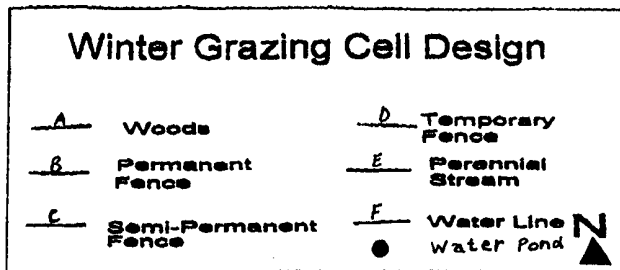 Winter Grazing Cell Design
A Woods
B Permanent
Fence
C Semi-Permanent
Fence
D Temporary
Fence
E Perennial
Stream
F Water Line
Water Pond
N